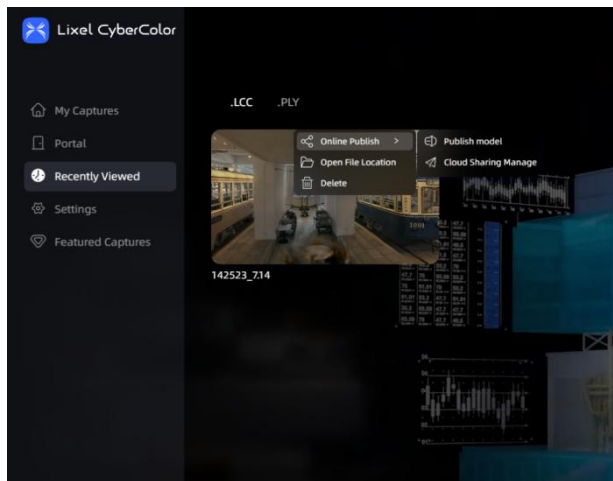 Lixel CyberColor
My Captures
Portal
Recently Viewed
Settings
Featured Captures
.LCC .PLY
Online Publish >
Open File Location
Delete
Publish model
Cloud Sharing Manage
1001
142523_7.14